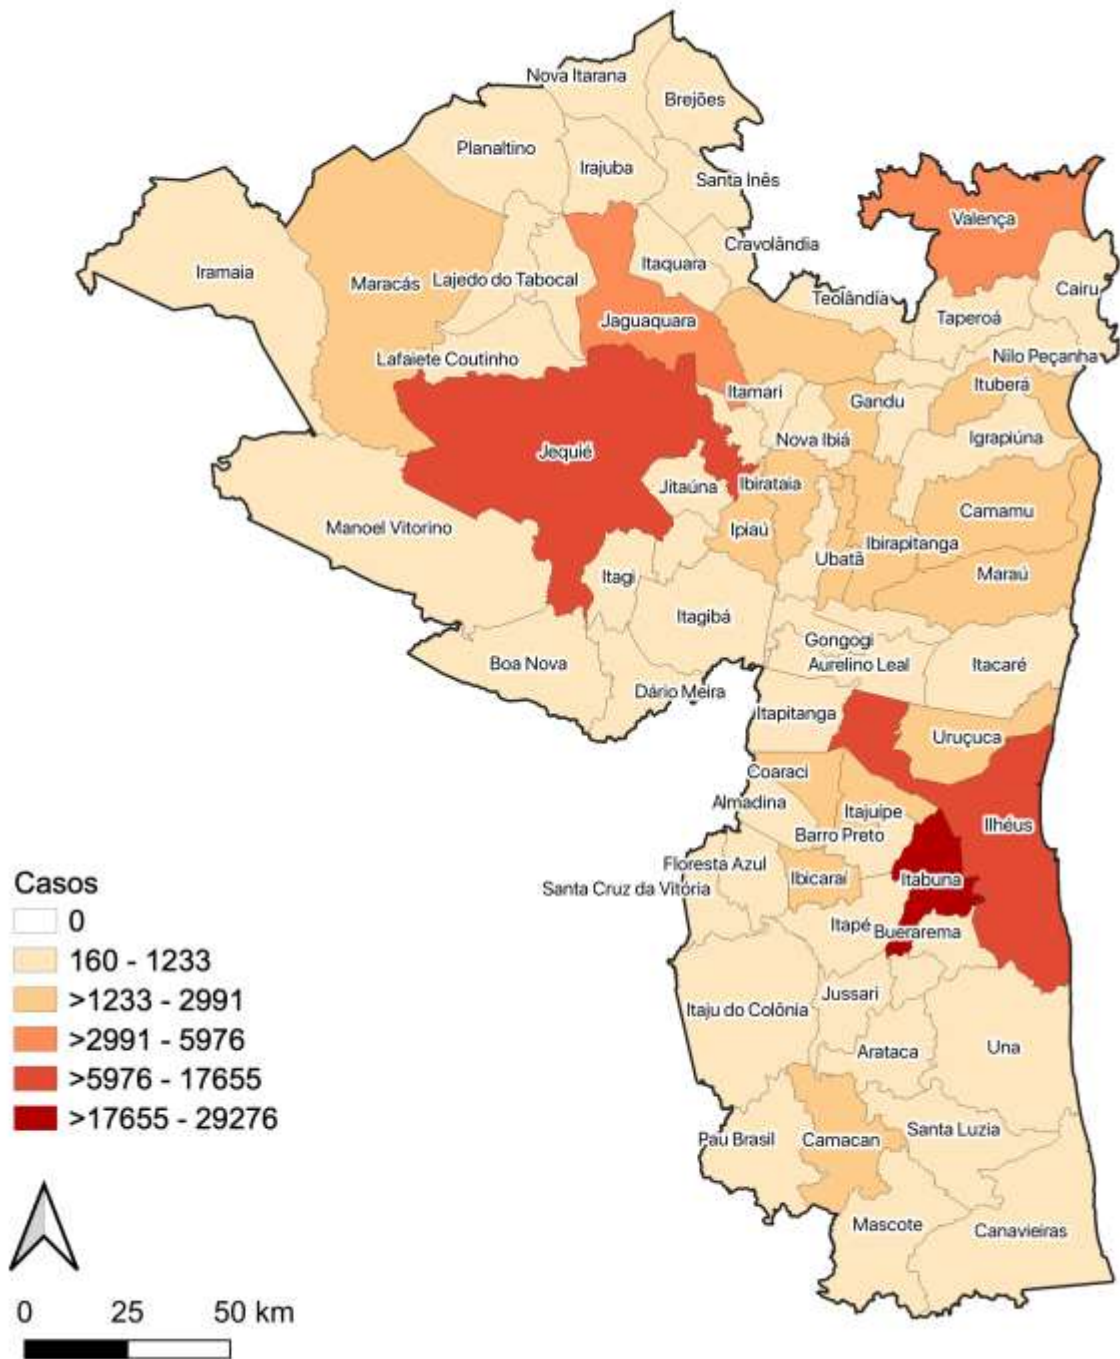 Nova Itarana
Brejões
Planaltino
Irajuba
Santa Inês
Valença
Cravolândia
Itaquara
Iramaia
Maracás
Lajedo do Tabocal
Teolândia
Cairu
Taperoá
Jaguaquara
Lafaiete Coutinho
Nilo Peçanha
Ituberá
Itamari
Gandu
Nova Ibiá
Igrapiúna
Jequié
Jitaúna
Ibirataia
Camamu
Manoel Vitorino
Ipiaú
Ibirapitanga
Ubatã
Maraú
Itagi
Itagibá
Gongogi
Boa Nova
Aurelino Leal
Itacaré
Dário Meira
Itapitanga
Uruçuca
Coaraci
Almadina
Itajuípe
Ilhéus
Barro Preto
Floresta Azul
Ibicaraí
Itabuna
Santa Cruz da Vitória
Itapé
Buerarema
Jussari
Itaju do Colônia
Arataca
Una
Santa Luzia
Pau Brasil
Camacan
Mascote
Canavieiras
Casos
0
160 - 1233
>1233 - 2991
>2991 - 5976
>5976 - 17655
>17655 - 29276
0 25 50 km